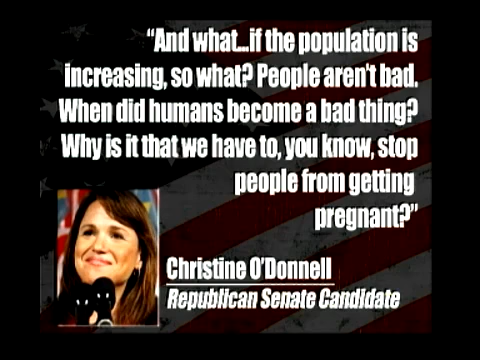 “And what...if the population is
increasing, so what? People aren't bad.
When did humans become a bad thing?
Why is it that we have to, you know, stop
people from getting
pregnant?”
Christine O'Donnell
Republican Senate Candidate